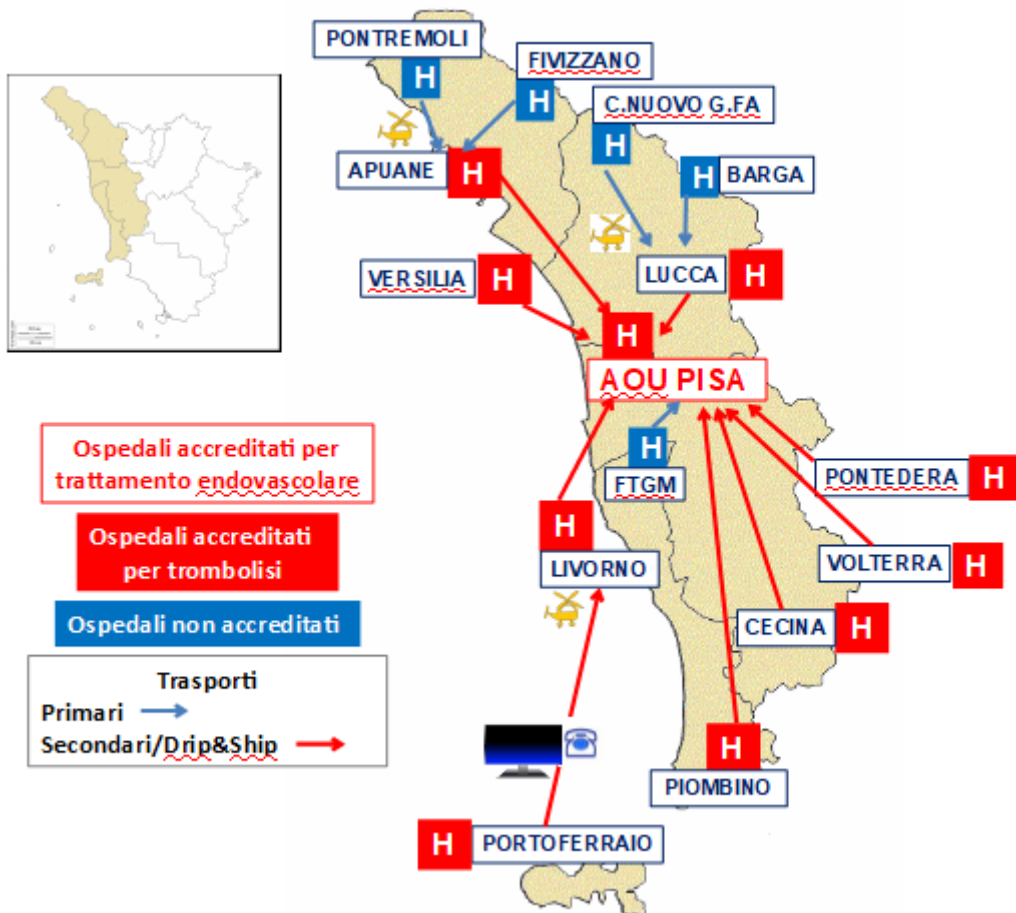 PONTREMOLI
H
FIVIZZANO
H
C.NUOVO G.FA
H
APUANE
H
H
BARGA
VERSILIA
H
LUCCA
H
H
AOU PISA
Ospedali accreditati per
trattamento endovascolare
H
FTGM
PONTEDERA
H
Ospedali accreditati
per trombolisi
H
LIVORNO
VOLTERRA
H
Ospedali non accreditati
CECINA
H
Trasporti
Primari
Secondari/Drip&Ship
H
PIOMBINO
H
PORTOFERRAIO